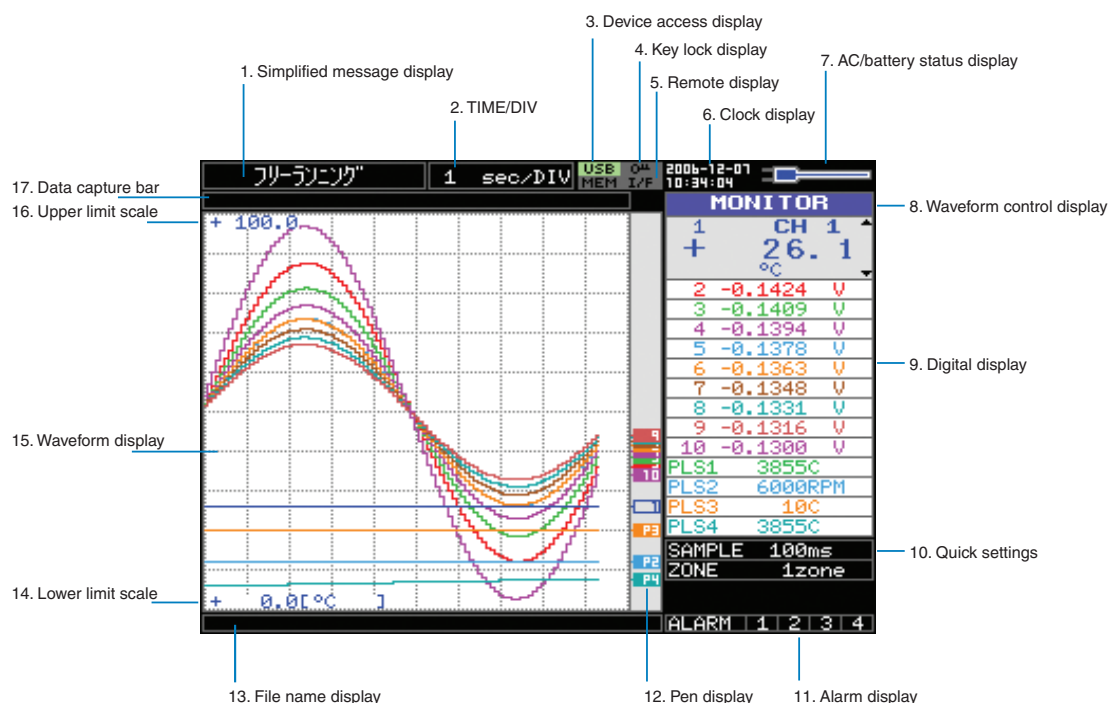 3. Device access display
4. Key lock display
7. AC/battery status display
1. Simplified message display
5. Remote display
2. TIME/DIV
6. Clock display
フリーランニング
1 sec/DIV
USB
MEM I/F
2006-12-07
10:34:04
17. Data capture bar
16. Upper limit scale
8. Waveform control display
MONITOR
+ 100.0
1 CH 1
+ 26.1
°C
2 -0.1424 V
3 -0.1409 V
4 -0.1394 V
5 -0.1378 V
6 -0.1363 V
7 -0.1348 V
8 -0.1331 V
9 -0.1316 V
10 -0.1300 V
9. Digital display
15. Waveform display
9
10
1
P3
P2
P4
PLS1 3855C
PLS2 6000RPM
PLS3 10C
PLS4 3855C
SAMPLE 100ms
ZONE 1zone
10. Quick settings
14. Lower limit scale
+ 0.0[°C ]
ALARM 1 2 3 4
13. File name display
12. Pen display
11. Alarm display